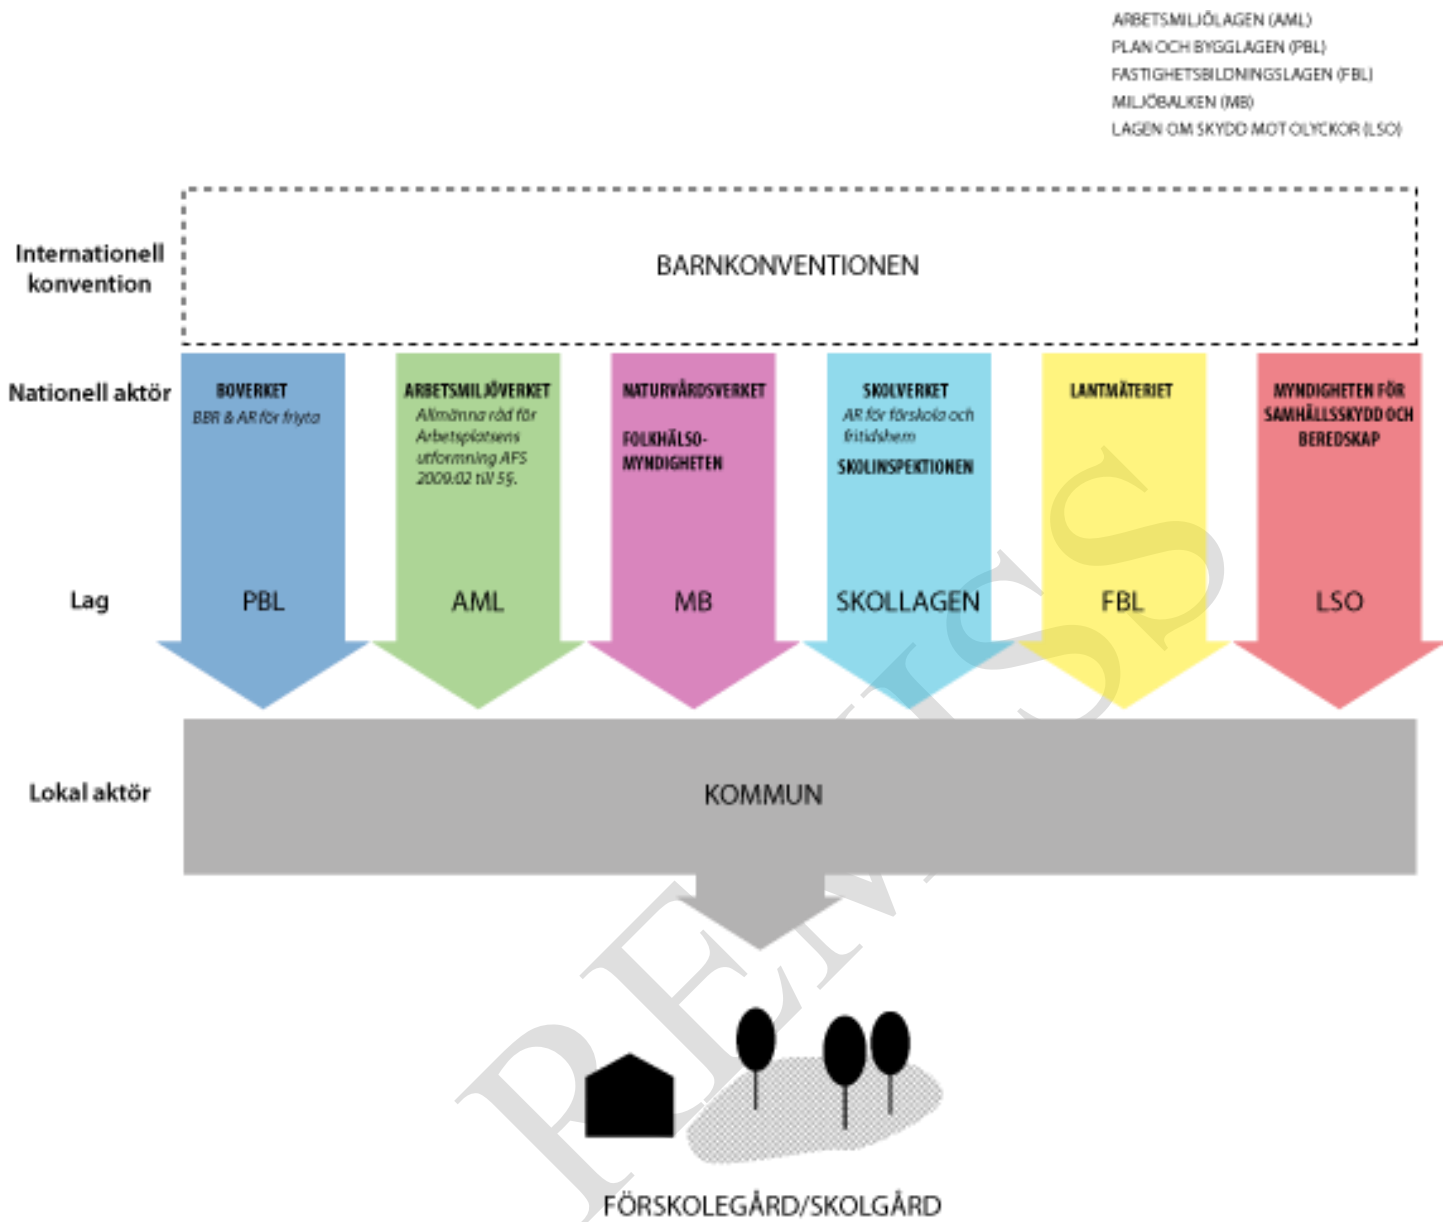 ARBETSMILJÖLAGEN (AML)
PLAN OCH BYGGLAGEN (PBL)
FASTIGHETSBILDNINGSLAGEN (FBL)
MILJÖBALKEN (MB)
LAGEN OM SKYDD MOT OLYCKOR (LSO)
Internationell
konvention
BARNKONVENTIONEN
Nationell aktör
BOVERKET
BBR & AR för friyta
ARBETSMILJÖVERKET
Allmänna råd för
Arbetsplatsens
utformning AFS
2009:02 till 5§.
NATURVÅRDSVERKET
FOLKHÄLSO-
MYNDIGHETEN
SKOLVERKET
AR för förskola och
fritidshem
SKOLINSPEKTIONEN
LANTMÄTERIET
MYNDIGHETEN FÖR
SAMHÄLLSSKYDD OCH
BEREDSKAP
Lag
PBL
AML
MB
SKOLLAGEN
FBL
LSO
Lokal aktör
KOMMUN
REMISS
FÖRSKOLEGÅRD/SKOLGÅRD